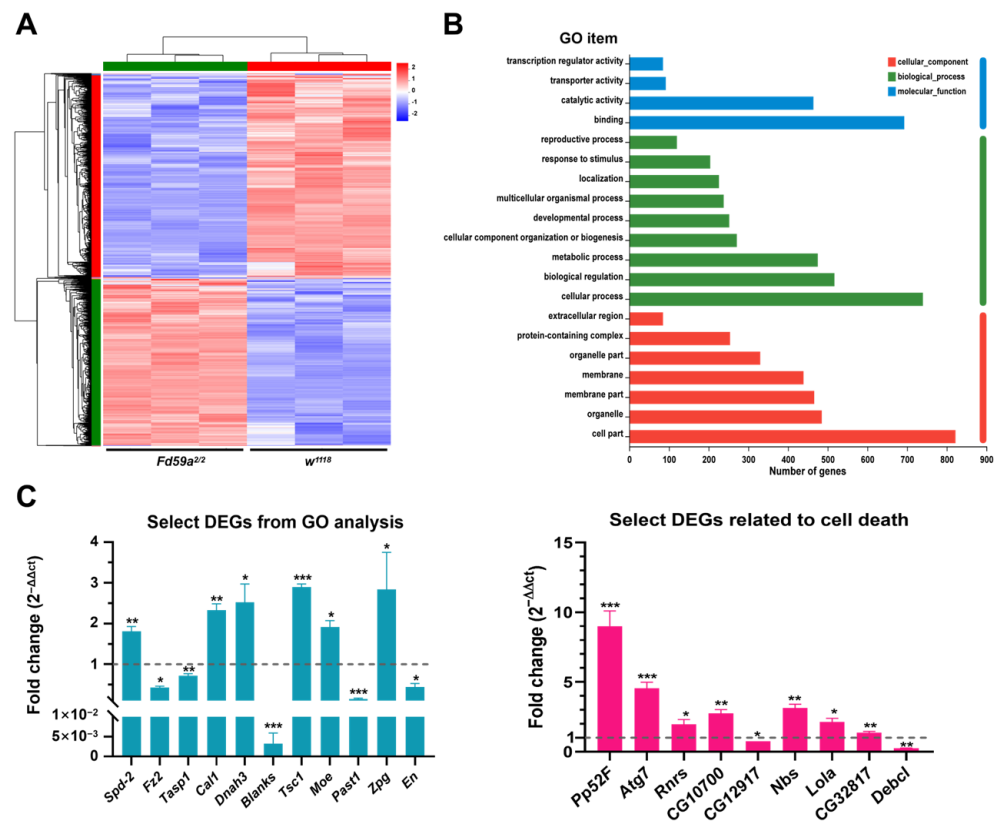 A
2
1
0
-1
-2
Fd59a2/2
w1118
B
GO item
cellular_component
biological_process
molecular_function
transcription regulator activity
transporter activity
catalytic activity
binding
reproductive process
response to stimulus
localization
multicellular organismal process
developmental process
cellular component organization or biogenesis
metabolic process
biological regulation
cellular process
extracellular region
protein-containing complex
organelle part
membrane
membrane part
organelle
cell part
0 100 200 300 400 500 600 700 800 900
Number of genes
C
Select DEGs from GO analysis
Fold change (2−ΔΔct)
4
3
2
1
1×10−2
5×10−3
0
** * ** ** * *** *** * *** * *
Spd-2 Fz2 Tasp1 Cal1 Dnah3 Blanks Tsc1 Moe Past1 Zpg En
Select DEGs related to cell death
Fold change (2−ΔΔct)
15
10
5
1
0
*** *** * ** * ** * ** **
Pp52F Atg7 Rnrs CG10700 CG12917 Nbs Lola CG32817 Debcl